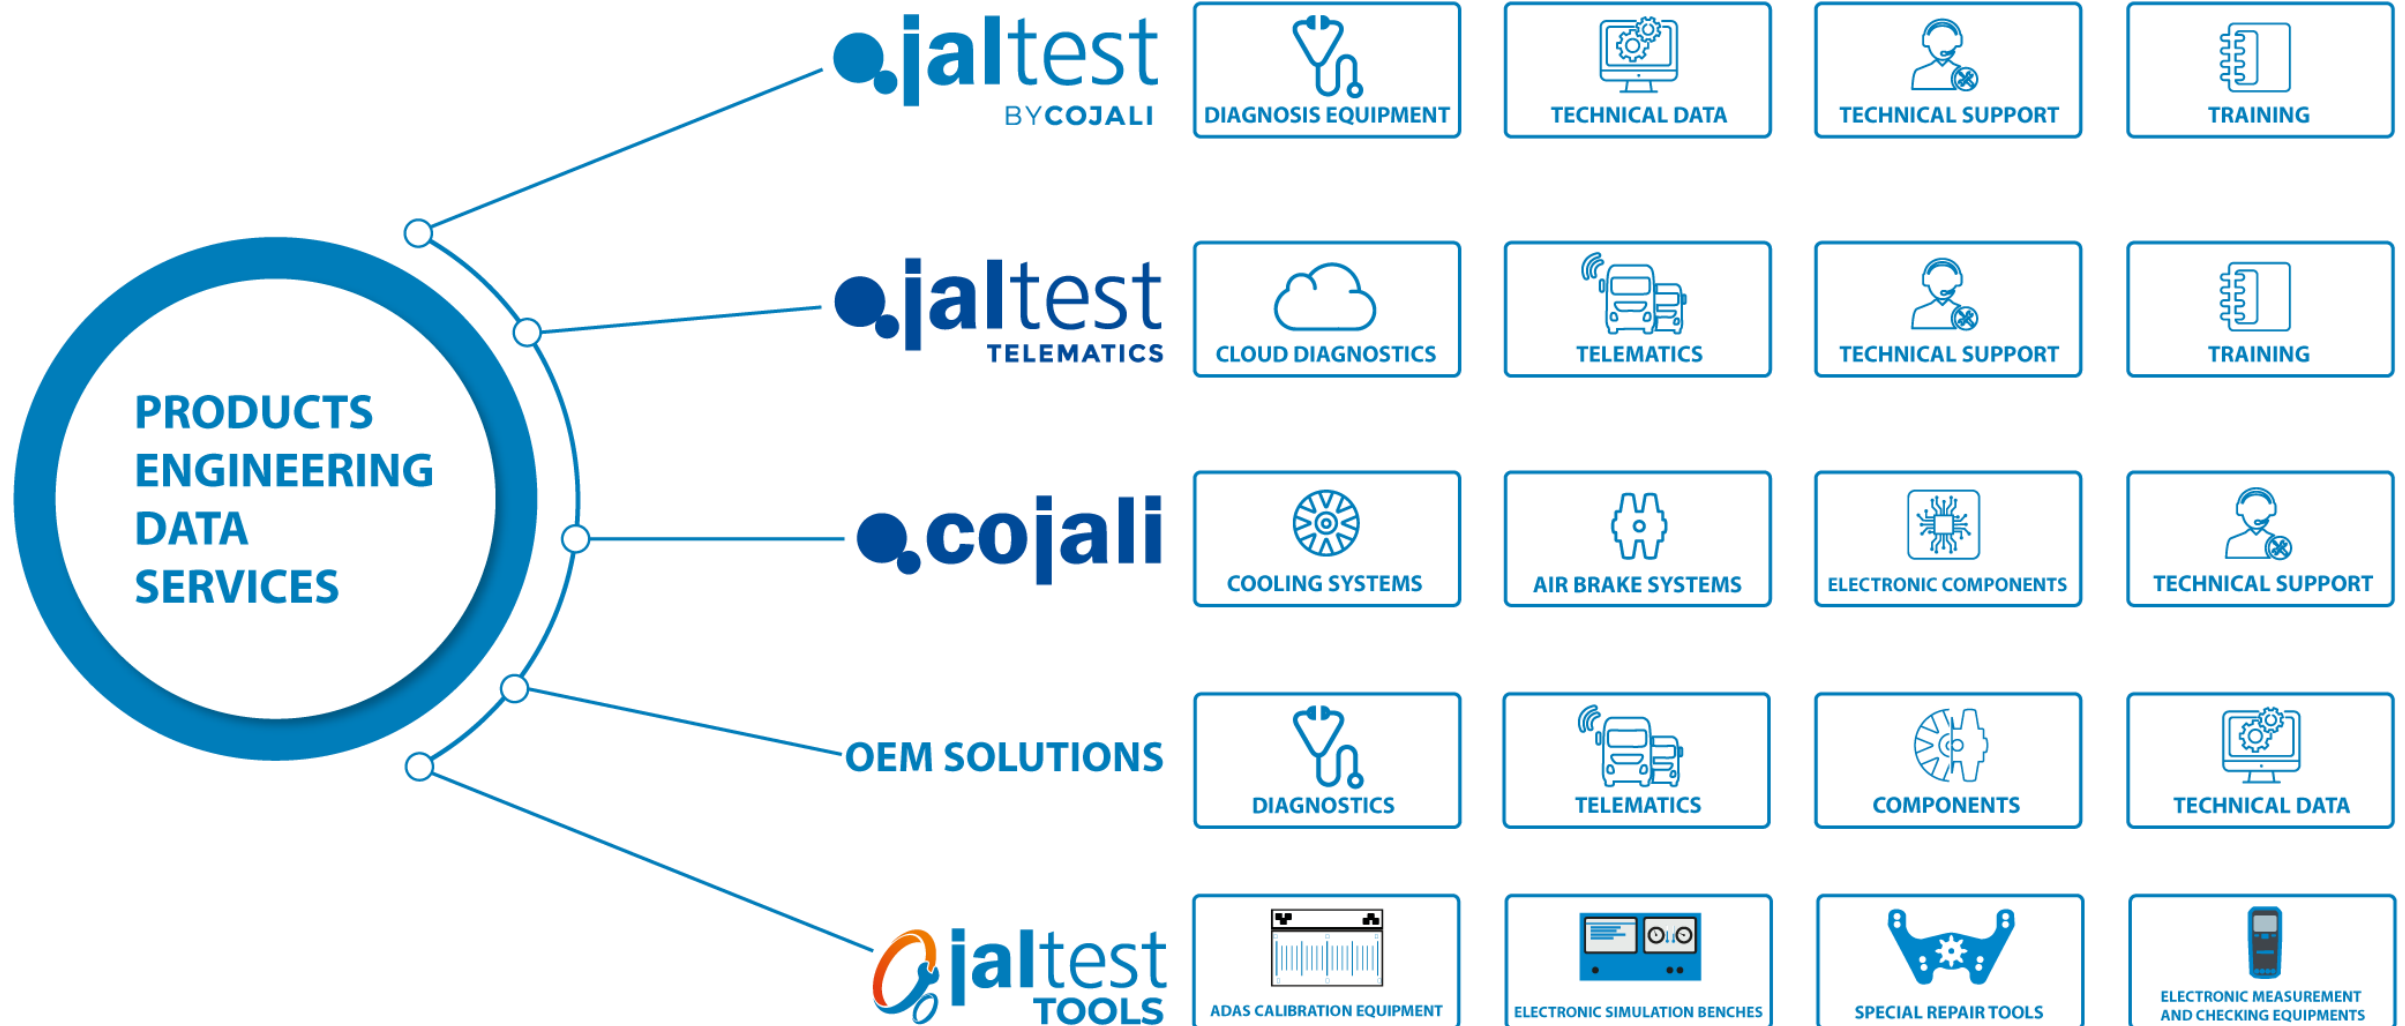 PRODUCTS
ENGINEERING
DATA
SERVICES
jaltest
BYCOJALI
DIAGNOSIS EQUIPMENT
TECHNICAL DATA
TECHNICAL SUPPORT
TRAINING
jaltest
TELEMATICS
CLOUD DIAGNOSTICS
TELEMATICS
TECHNICAL SUPPORT
TRAINING
cojali
COOLING SYSTEMS
AIR BRAKE SYSTEMS
ELECTRONIC COMPONENTS
TECHNICAL SUPPORT
OEM SOLUTIONS
DIAGNOSTICS
TELEMATICS
COMPONENTS
TECHNICAL DATA
jaltest
TOOLS
ADAS CALIBRATION EQUIPMENT
ELECTRONIC SIMULATION BENCHES
SPECIAL REPAIR TOOLS
ELECTRONIC MEASUREMENT
AND CHECKING EQUIPMENTS